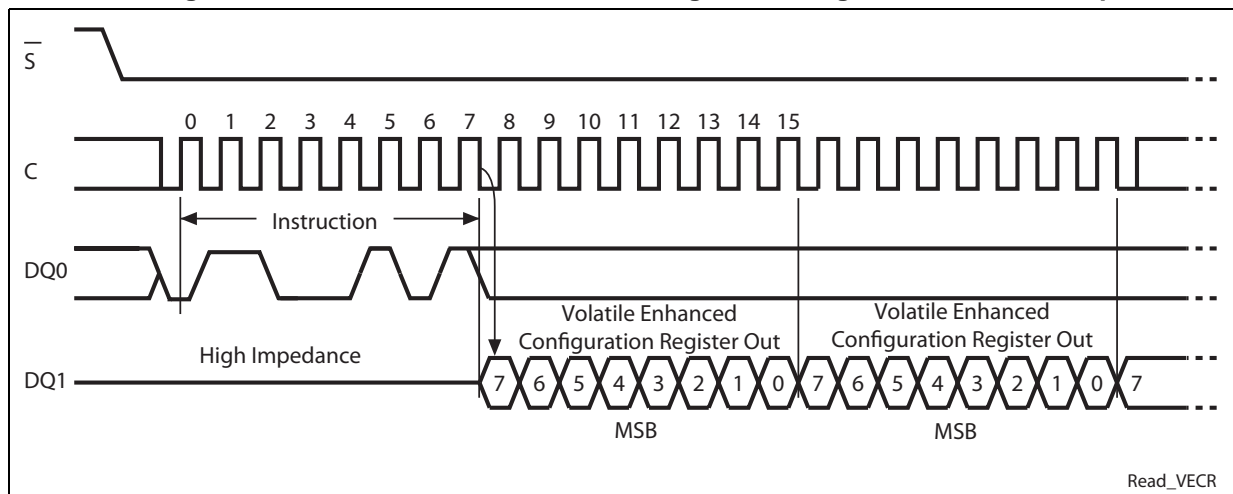 S
0 1 2 3 4 5 6 7 8 9 10 11 12 13 14 15
C
Instruction
DQ0
Volatile Enhanced
Configuration Register Out
Volatile Enhanced
Configuration Register Out
High Impedance
DQ1
7 6 5 4 3 2 1 0 7 6 5 4 3 2 1 0 7
MSB
MSB
Read_VECR